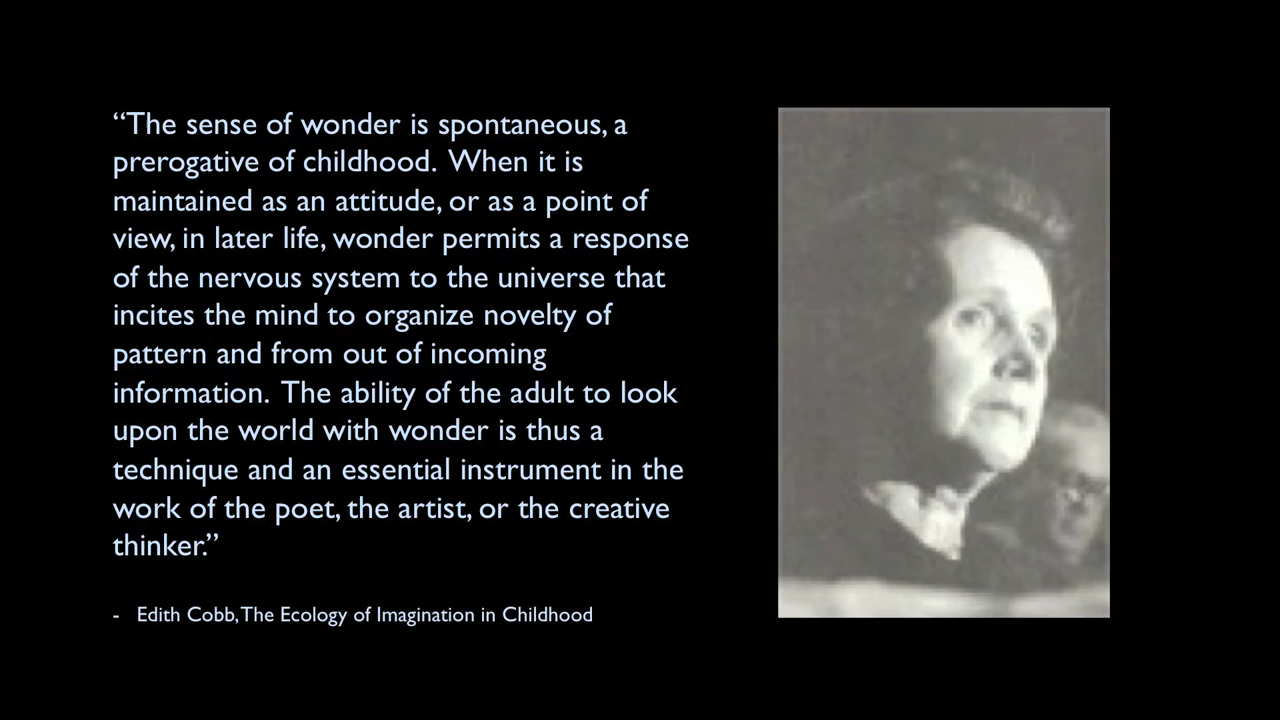 “The sense of wonder is spontaneous, a
prerogative of childhood. When it is
maintained as an attitude, or as a point of
view, in later life, wonder permits a response
of the nervous system to the universe that
incites the mind to organize novelty of
pattern and from out of incoming
information. The ability of the adult to look
upon the world with wonder is thus a
technique and an essential instrument in the
work of the poet, the artist, or the creative
thinker.”
- Edith Cobb, The Ecology of Imagination in Childhood